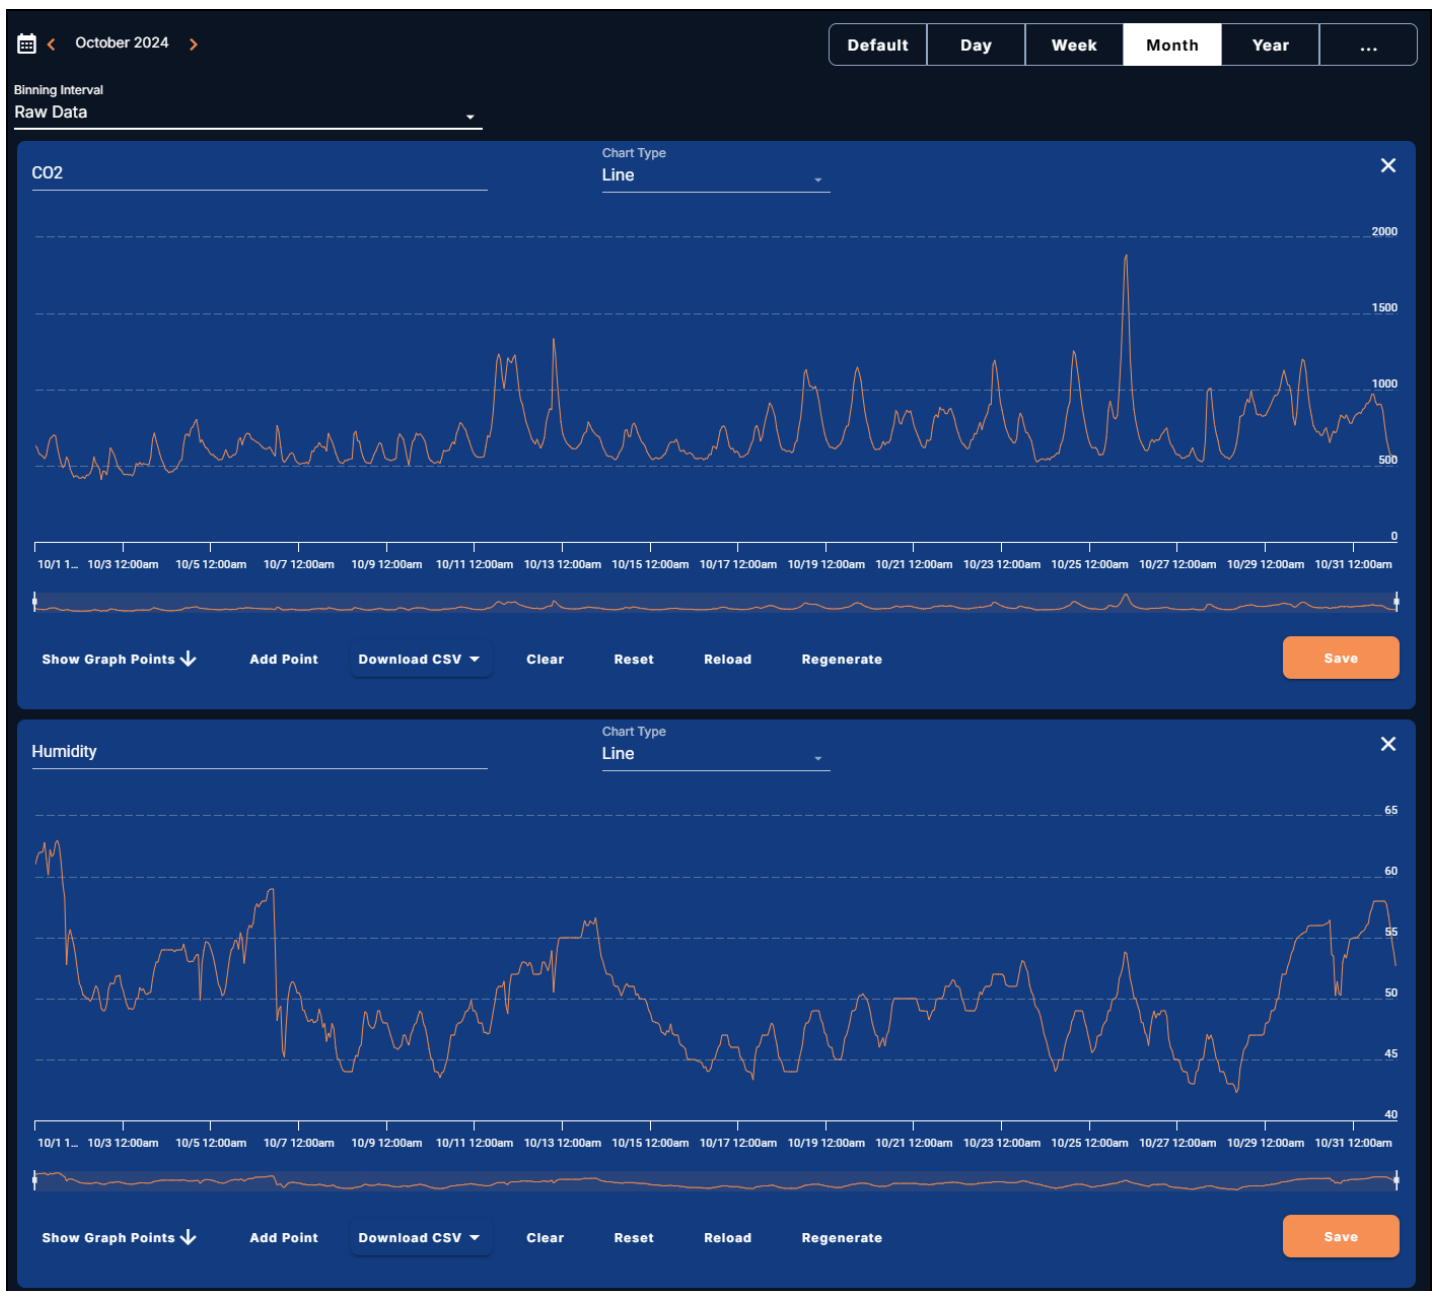 October 2024
Default Day Week Month Year ...
Binning Interval
Raw Data
CO2
Chart Type
Line
2000
1500
1000
500
0
10/1 1... 10/3 12:00am 10/5 12:00am 10/7 12:00am 10/9 12:00am 10/11 12:00am 10/13 12:00am 10/15 12:00am 10/17 12:00am 10/19 12:00am 10/21 12:00am 10/23 12:00am 10/25 12:00am 10/27 12:00am 10/29 12:00am 10/31 12:00am
Show Graph Points Add Point Download CSV Clear Reset Reload Regenerate Save
Humidity
Chart Type
Line
65
60
55
50
45
40
10/1 1... 10/3 12:00am 10/5 12:00am 10/7 12:00am 10/9 12:00am 10/11 12:00am 10/13 12:00am 10/15 12:00am 10/17 12:00am 10/19 12:00am 10/21 12:00am 10/23 12:00am 10/25 12:00am 10/27 12:00am 10/29 12:00am 10/31 12:00am
Show Graph Points Add Point Download CSV Clear Reset Reload Regenerate Save